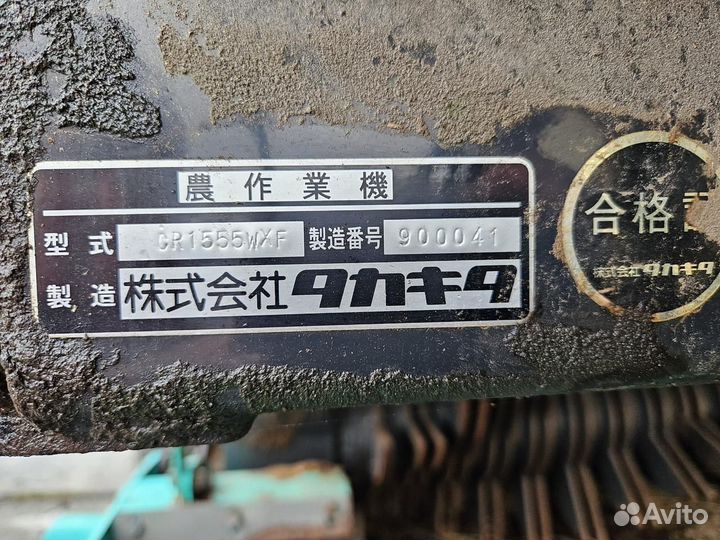 農作業機
型式 CR1555WXF 製造番号 900041
製造 株式会社タカキタ
合格
株式会社タカキタ
Avito